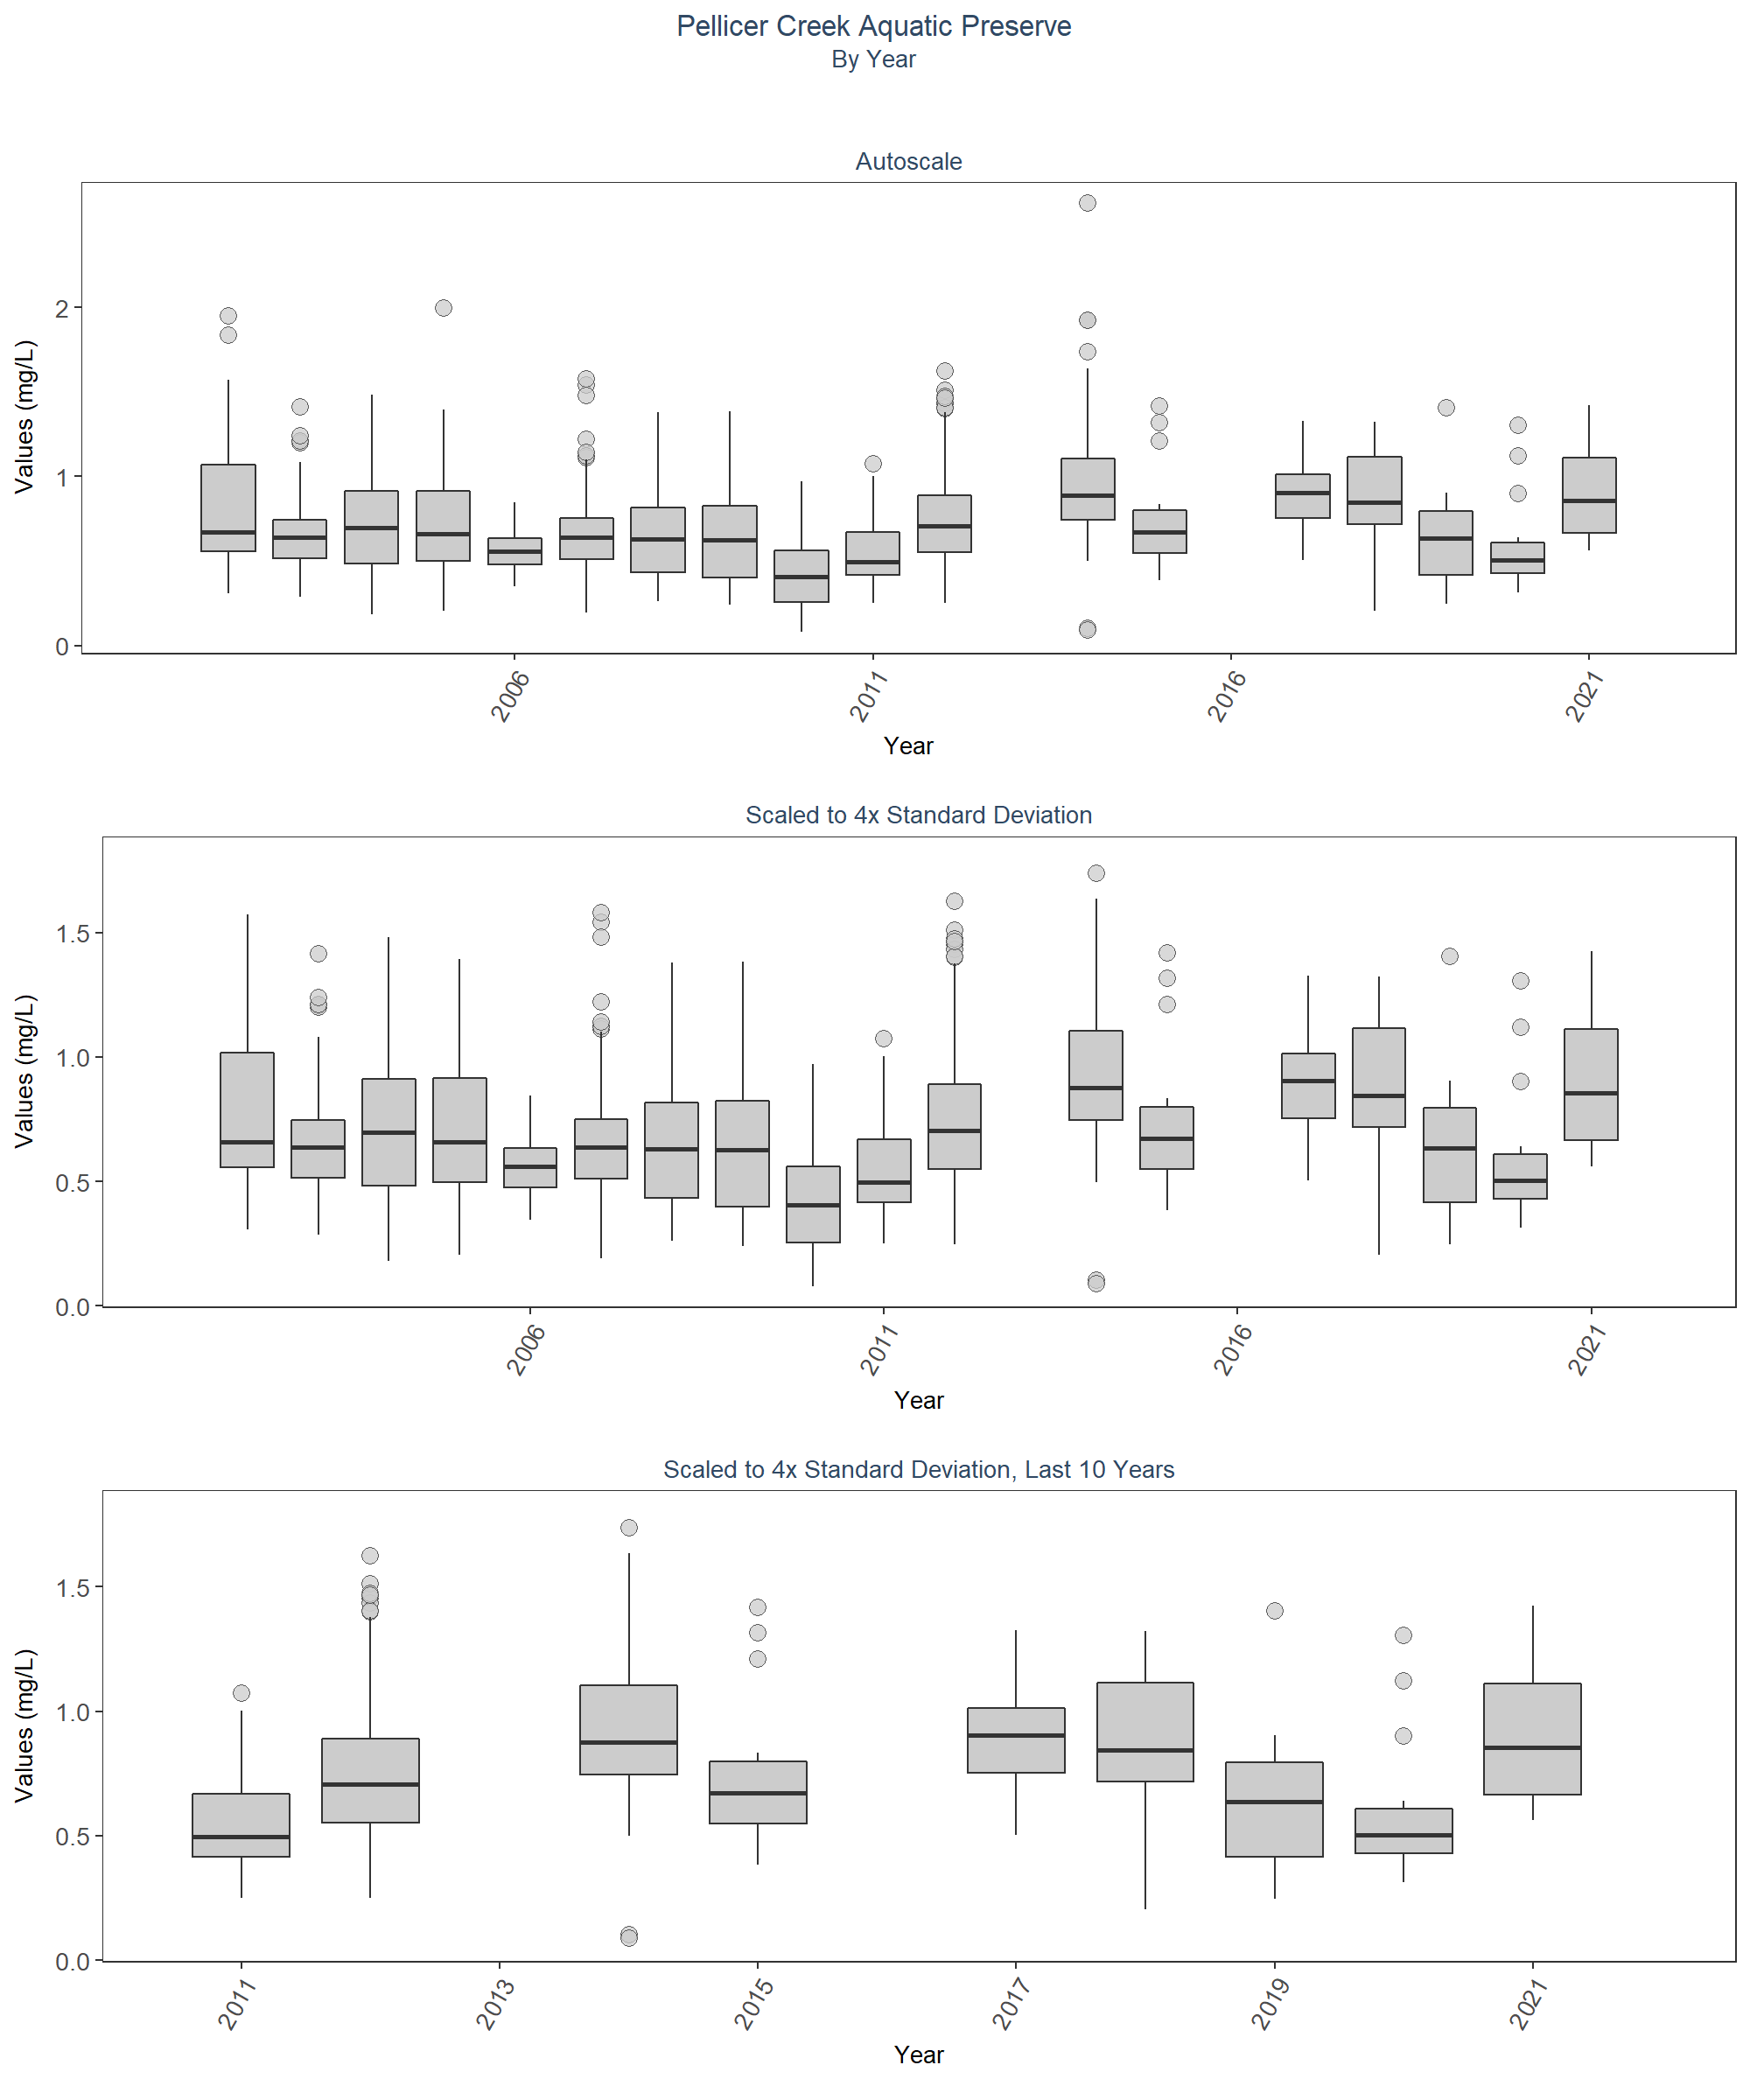 Pellicer Creek Aquatic Preserve
By Year
Autoscale
Values (mg/L)
2
1
0
2006
2011
2016
2021
Year
Scaled to 4x Standard Deviation
Values (mg/L)
1.5
1.0
0.5
0.0
2006
2011
2016
2021
Year
Scaled to 4x Standard Deviation, Last 10 Years
Values (mg/L)
1.5
1.0
0.5
0.0
2011
2013
2015
2017
2019
2021
Year